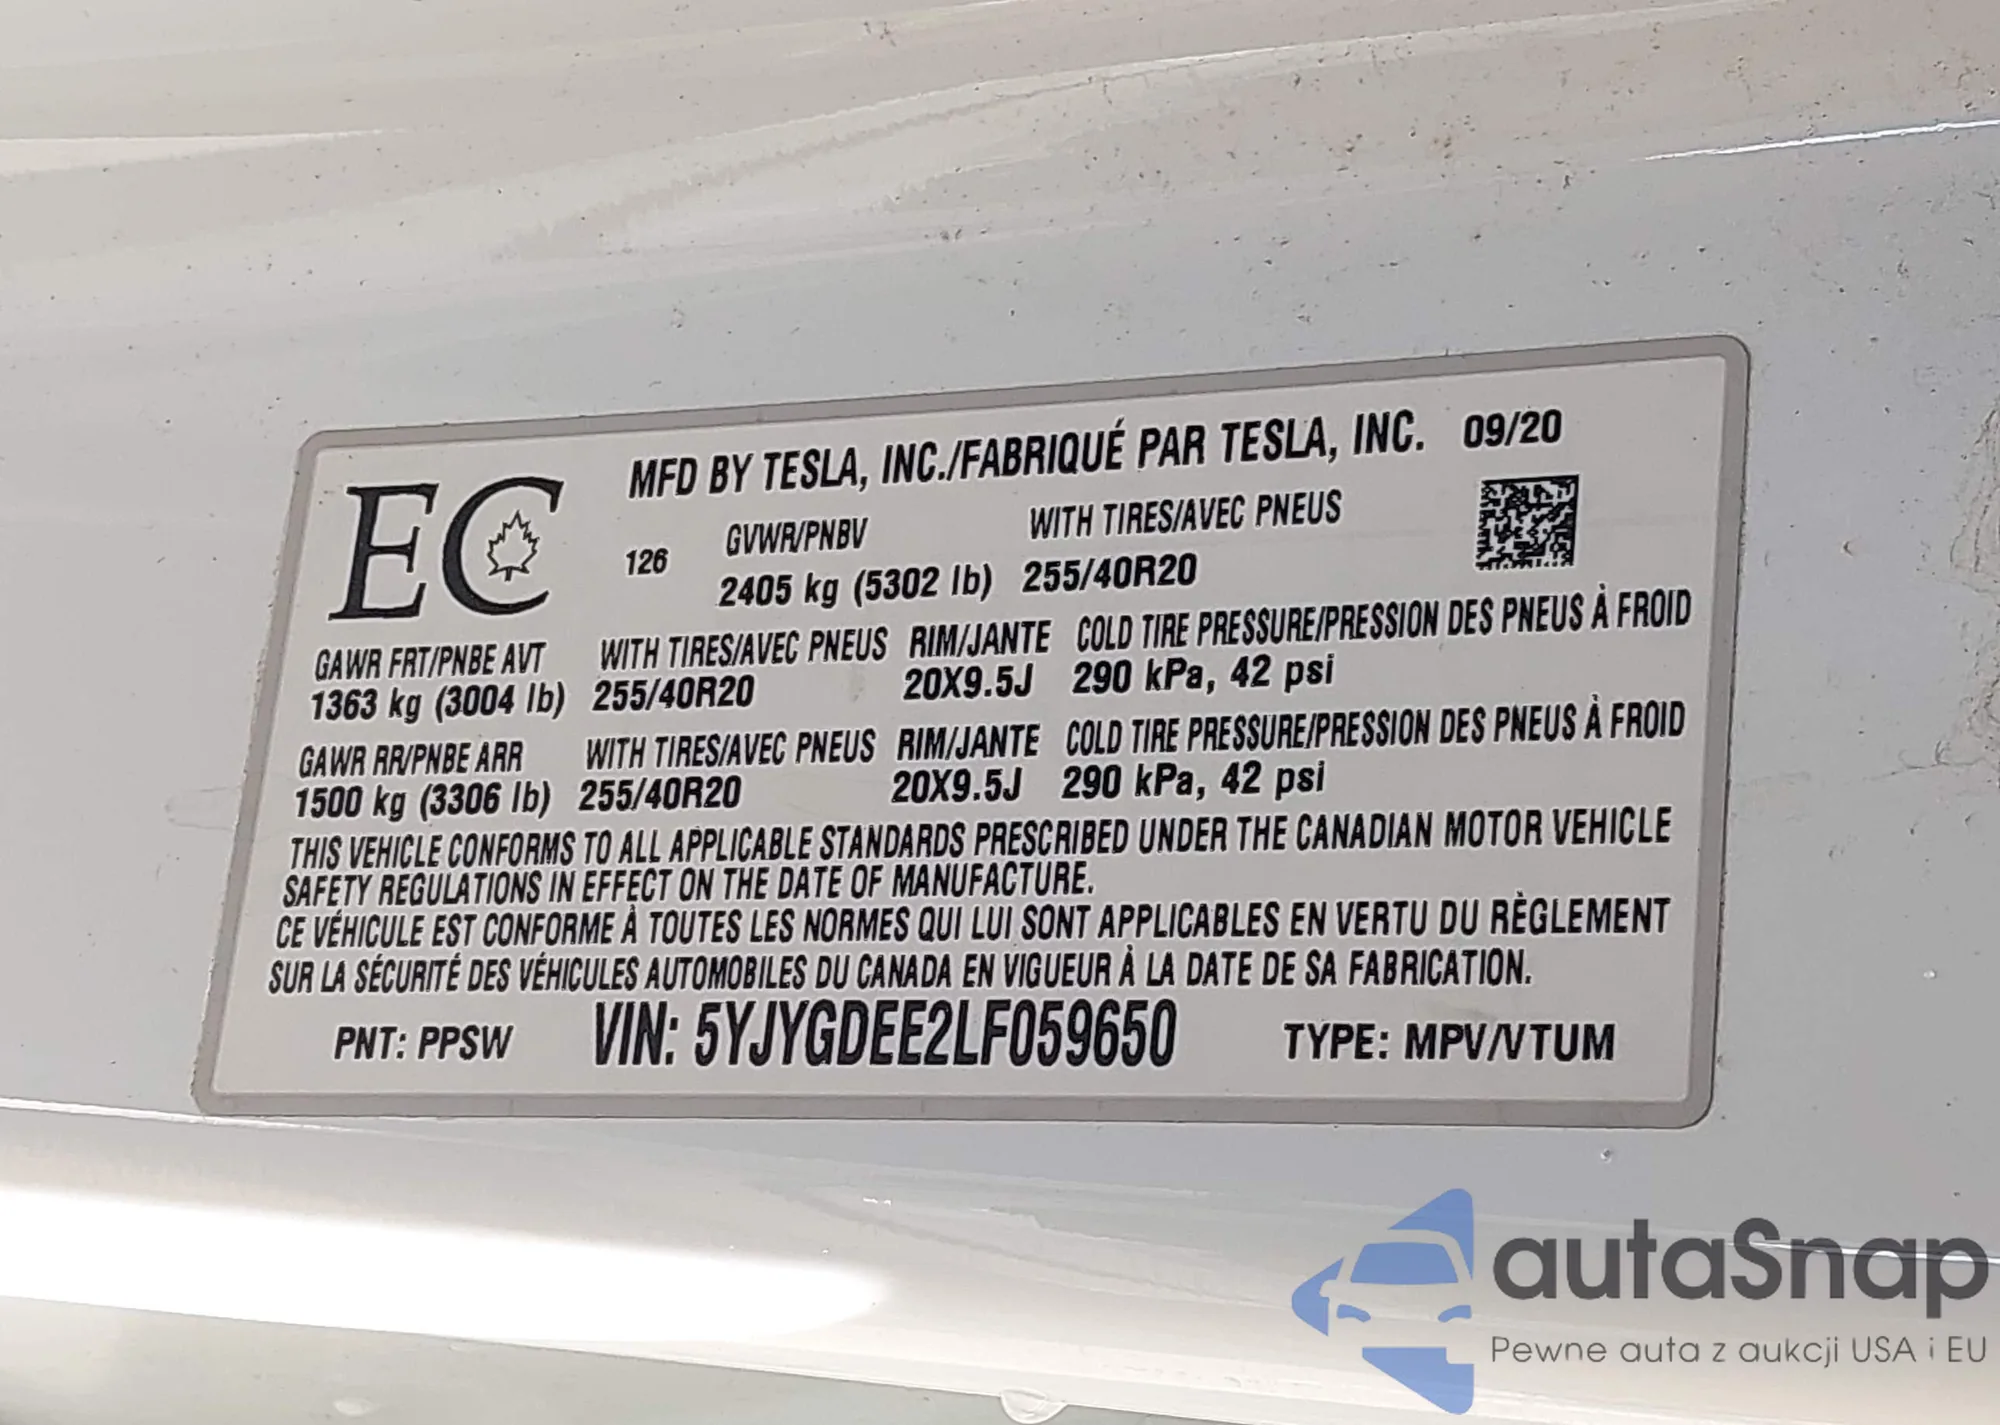 EC
MFD BY TESLA, INC./FABRIQUÉ PAR TESLA, INC. 09/20
126 GVWR/PNBV WITH TIRES/AVEC PNEUS
2405 kg (5302 lb) 255/40R20
GAWR FRT/PNBE AVT WITH TIRES/AVEC PNEUS RIM/JANTE COLD TIRE PRESSURE/PRESSION DES PNEUS À FROID
1363 kg (3004 lb) 255/40R20 20X9.5J 290 kPa, 42 psi
GAWR RR/PNBE ARR WITH TIRES/AVEC PNEUS RIM/JANTE COLD TIRE PRESSURE/PRESSION DES PNEUS À FROID
1500 kg (3306 lb) 255/40R20 20X9.5J 290 kPa, 42 psi
THIS VEHICLE CONFORMS TO ALL APPLICABLE STANDARDS PRESCRIBED UNDER THE CANADIAN MOTOR VEHICLE
SAFETY REGULATIONS IN EFFECT ON THE DATE OF MANUFACTURE.
CE VÉHICULE EST CONFORME À TOUTES LES NORMES QUI LUI SONT APPLICABLES EN VERTU DU RÈGLEMENT
SUR LA SÉCURITÉ DES VÉHICULES AUTOMOBILES DU CANADA EN VIGUEUR À LA DATE DE SA FABRICATION.
PNT: PPSW VIN: 5YJYGDEE2LF059650 TYPE: MPV/VTUM
autaSnap
Pewne auta z aukcji USA i EU